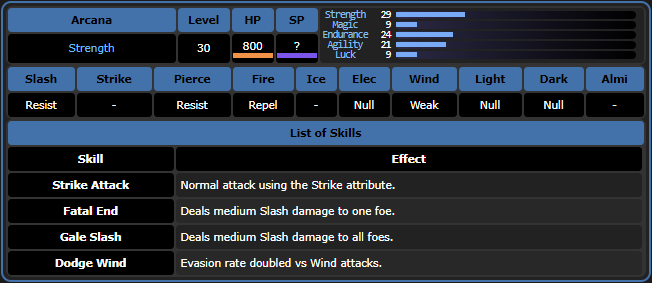 Arcana Level HP SP
Strength 30 800 ?
Strength 29
Magic 9
Endurance 24
Agility 21
Luck 9
Slash Strike Pierce Fire Ice Elec Wind Light Dark Almi
Resist - Resist Repel - Null Weak Null Null -
List of Skills
Skill Effect
Strike Attack Normal attack using the Strike attribute.
Fatal End Deals medium Slash damage to one foe.
Gale Slash Deals medium Slash damage to all foes.
Dodge Wind Evasion rate doubled vs Wind attacks.